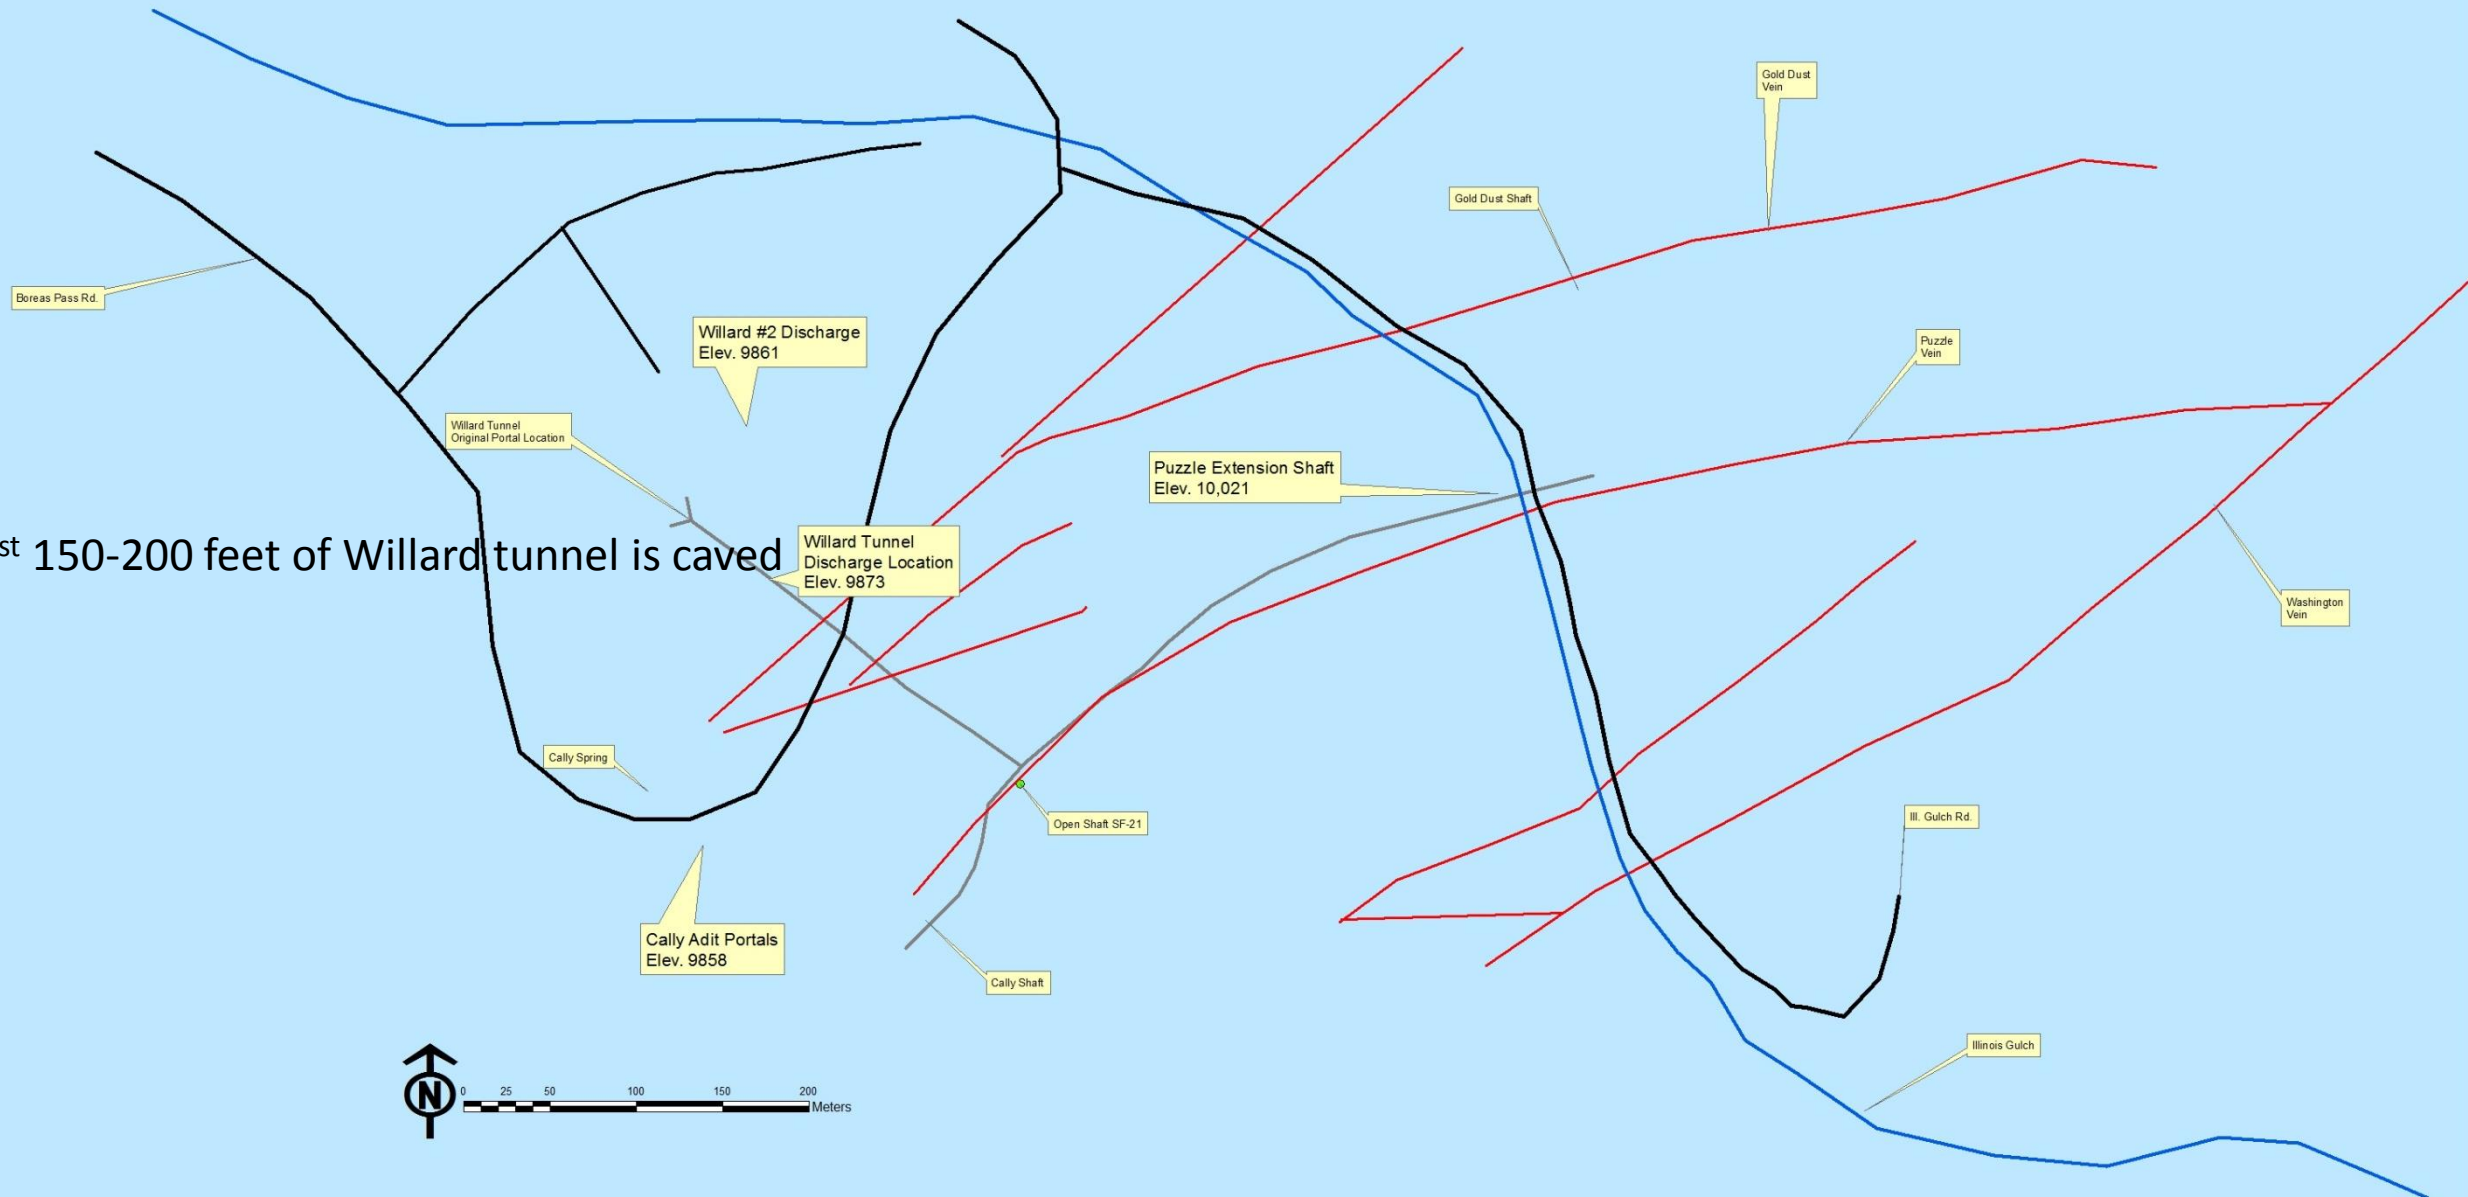 Gold Dust
Vein
Gold Dust Shaft
Boreas Pass Rd.
Willard #2 Discharge
Elev. 9861
Puzzle
Vein
Willard Tunnel
Original Portal Location
Puzzle Extension Shaft
Elev. 10,021
st 150-200 feet of Willard tunnel is caved
Willard Tunnel
Discharge Location
Elev. 9873
Washington
Vein
Cally Spring
Open Shaft SF-21
Ill. Gulch Rd.
Cally Adit Portals
Elev. 9858
Cally Shaft
Illinois Gulch
N
0 25 50 100 150 200
Meters